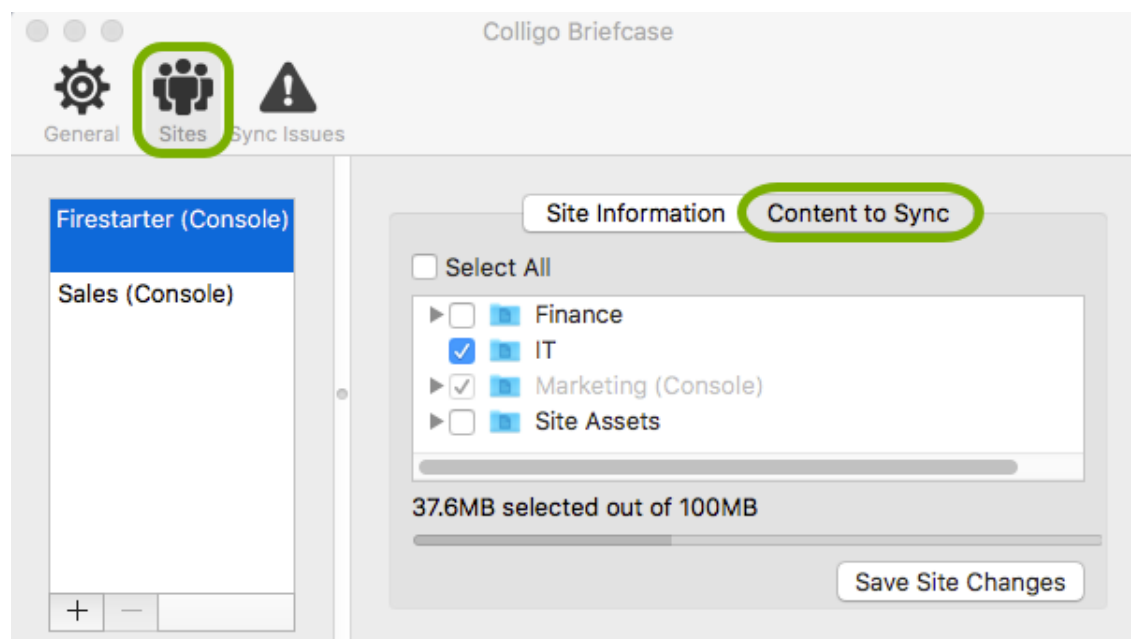 Colligo Briefcase
General Sites Sync Issues
Firestarter (Console)
Sales (Console)
Site Information Content to Sync
Select All
Finance
IT
Marketing (Console)
Site Assets
37.6MB selected out of 100MB
Save Site Changes